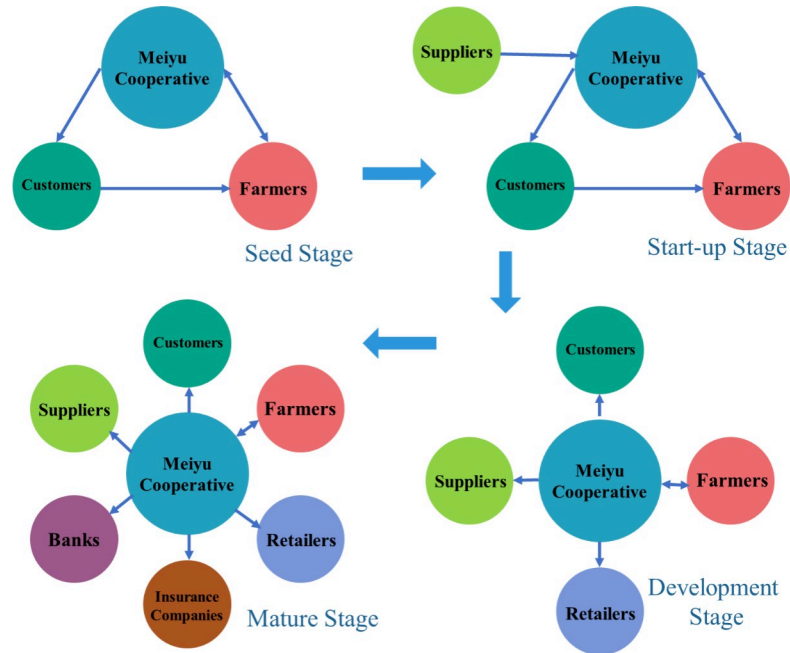 Meiyu
Cooperative
Customers
Farmers
Seed Stage
Suppliers
Meiyu
Cooperative
Customers
Farmers
Start-up Stage
Customers
Suppliers
Farmers
Meiyu
Cooperative
Banks
Retailers
Insurance
Companies
Mature Stage
Customers
Suppliers
Meiyu
Cooperative
Farmers
Retailers
Development
Stage